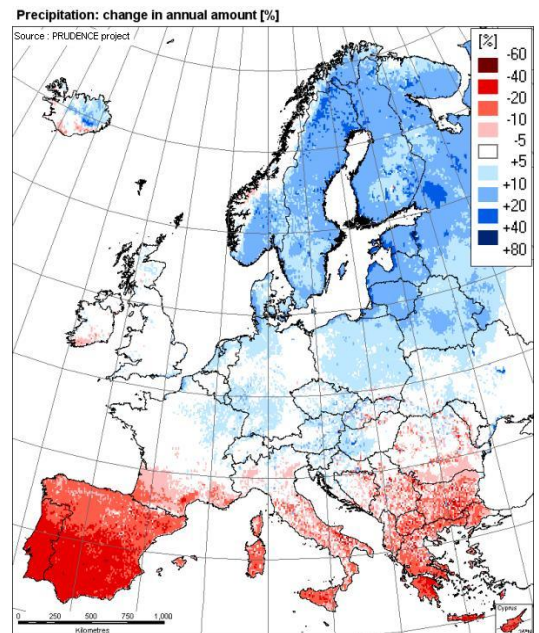 Precipitation: change in annual amount [%]
Source : PRUDENCE project
[%]
-60
-40
-20
-10
-5
+5
+10
+20
+40
+80
Cyprus
0 250 500 750 1,000
Kilometres